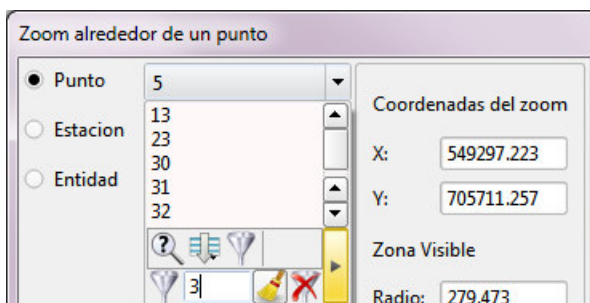 Zoom alrededor de un punto
Punto
5
Estacion
Entidad
13
23
30
31
32
3
Coordenadas del zoom
X: 549297.223
Y: 705711.257
Zona Visible
Radio: 279.473